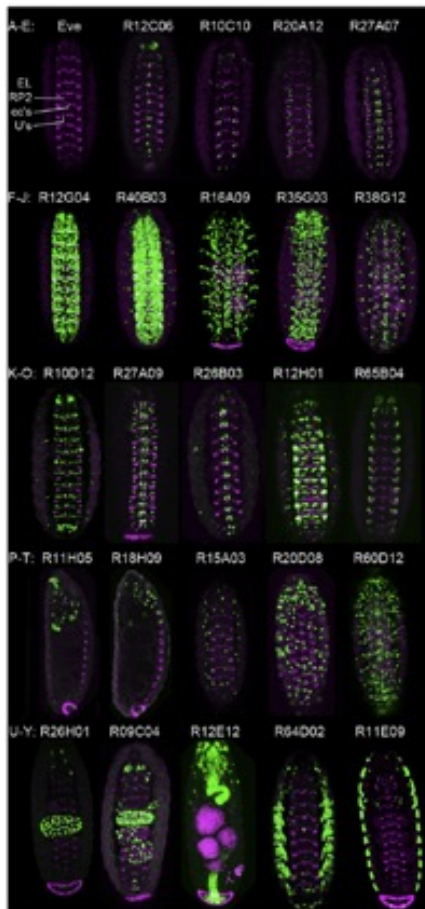 A-E: Eve R12C06 R10C10 R20A12 R27A07
EL
RP2
cc's
U's
F-J: R12G04 R40B03 R16A09 R35G03 R38G12
K-O: R10D12 R27A09 R26B03 R12H01 R65B04
P-T: R11H05 R18H09 R15A03 R20D08 R60D12
U-Y: R26H01 R09C04 R12E12 R64D02 R11E09